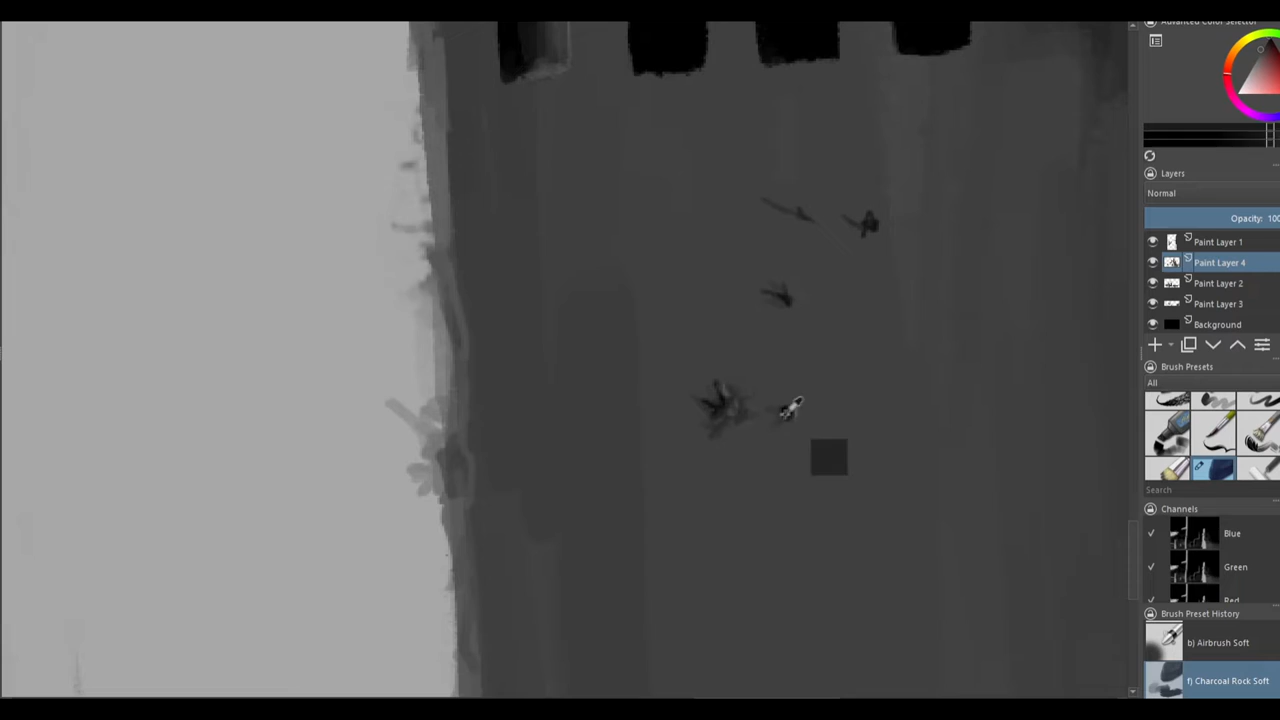 Advanced Color Selector
Layers
Normal
Opacity: 100
Paint Layer 1
Paint Layer 4
Paint Layer 2
Paint Layer 3
Background
Brush Presets
All
Search
Channels
Blue
Green
Red
Brush Preset History
b) Airbrush Soft
f) Charcoal Rock Soft